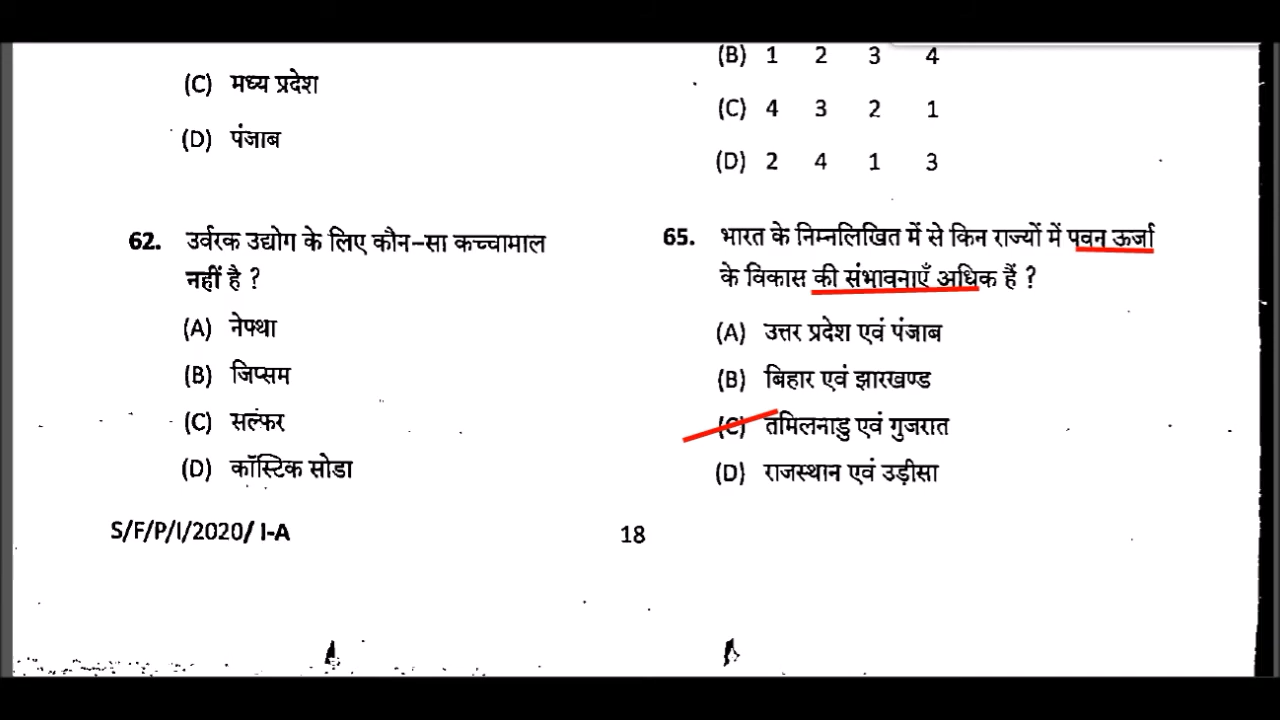 (C) मध्य प्रदेश
(D) पंजाब
62. उर्वरक उद्योग के लिए कौन-सा कच्चामाल
नहीं है ?
(A) नेफ्था
(B) जिप्सम
(C) सल्फर
(D) कॉस्टिक सोडा
(B) 1 2 3 4
(C) 4 3 2 1
(D) 2 4 1 3
65. भारत के निम्नलिखित में से किन राज्यों में पवन ऊर्जा
के विकास की संभावनाएँ अधिक हैं ?
(A) उत्तर प्रदेश एवं पंजाब
(B) बिहार एवं झारखण्ड
(C) तमिलनाडु एवं गुजरात
(D) राजस्थान एवं उड़ीसा
S/F/P/I/2020/ I-A 18